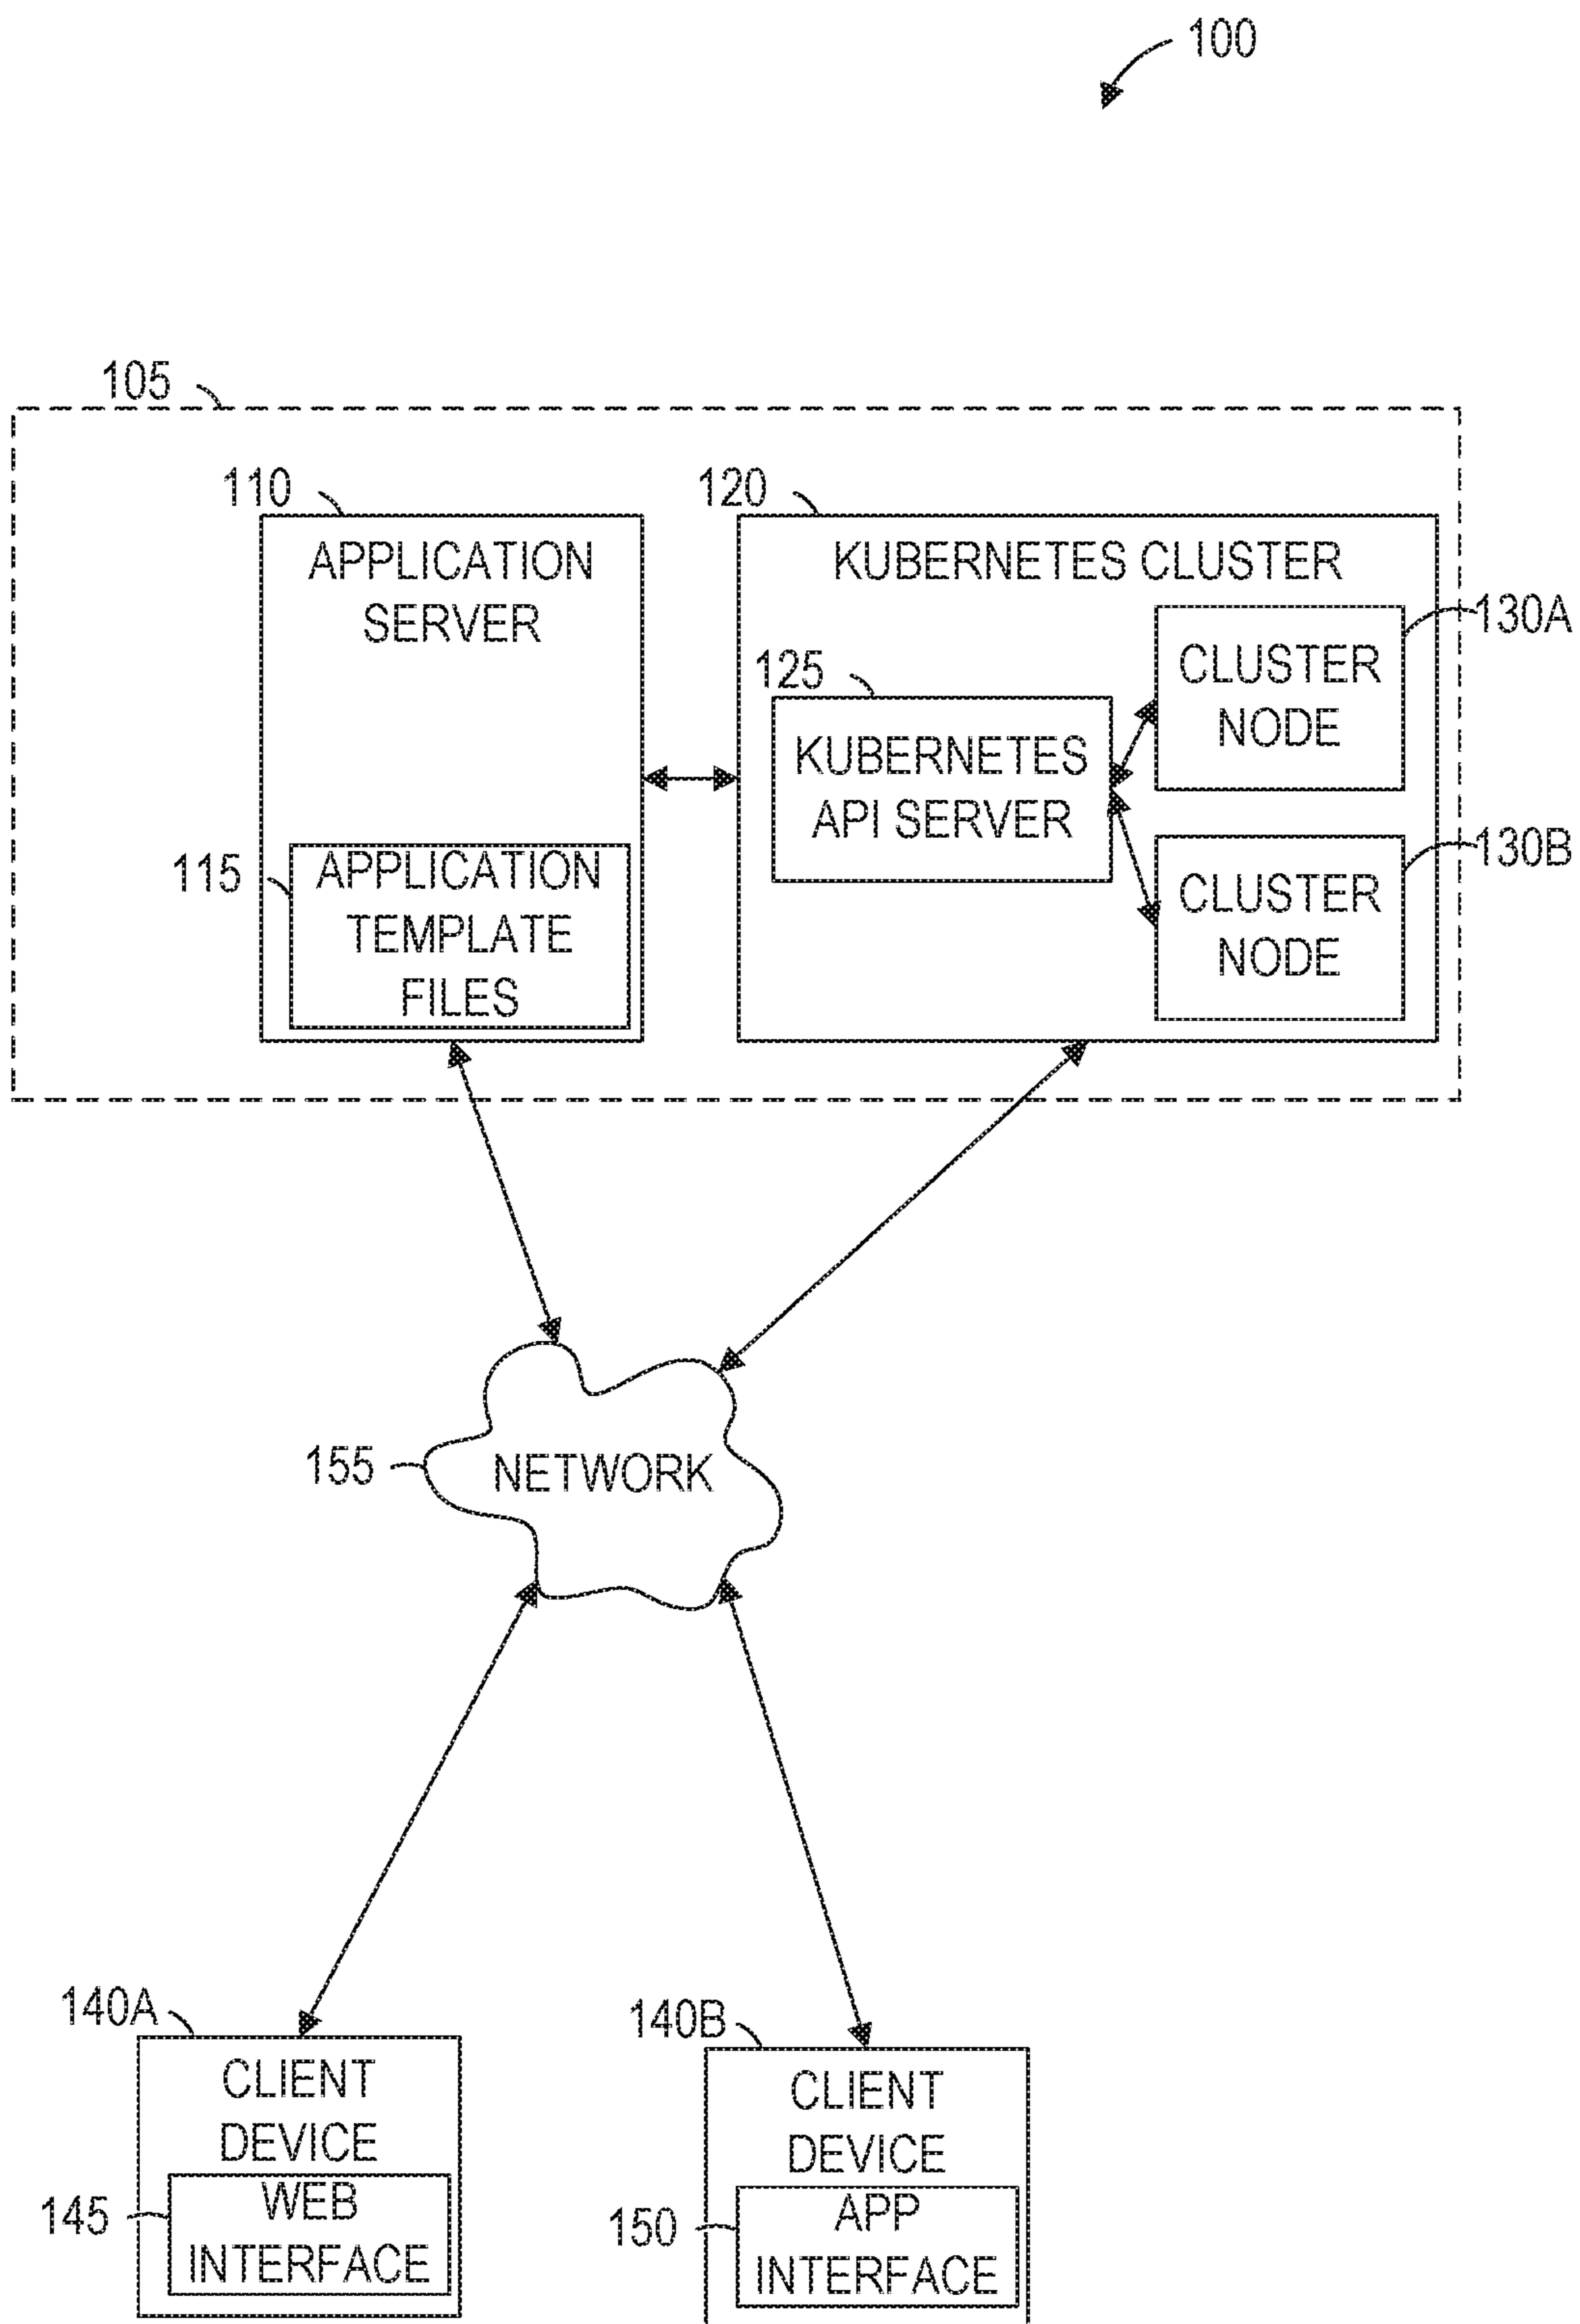 100
105
110
120
APPLICATION
SERVER
KUBERNETES CLUSTER
130A
CLUSTER
NODE
125
KUBERNETES
API SERVER
115
APPLICATION
TEMPLATE
FILES
130B
CLUSTER
NODE
155
NETWORK
140A
CLIENT
DEVICE
145
WEB
INTERFACE
140B
CLIENT
DEVICE
150
APP
INTERFACE